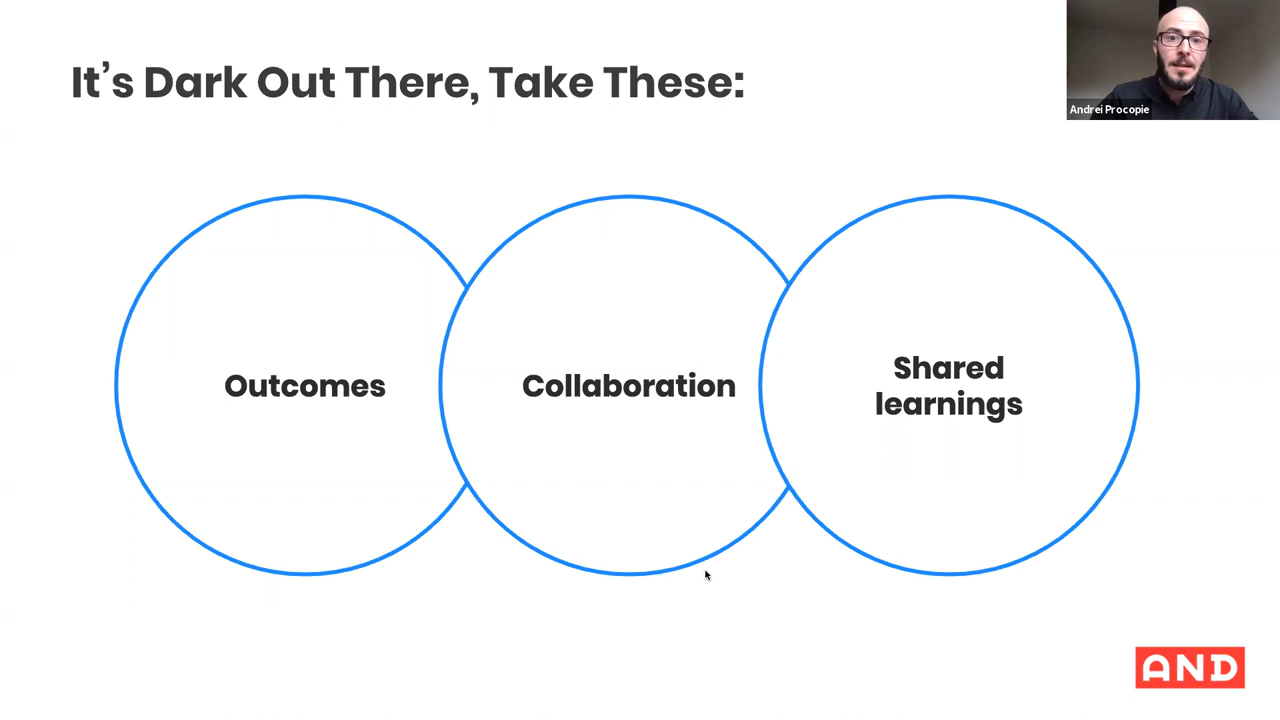 It’s Dark Out There, Take These:
Andrei Procopie
Outcomes
Collaboration
Shared
learnings
AND